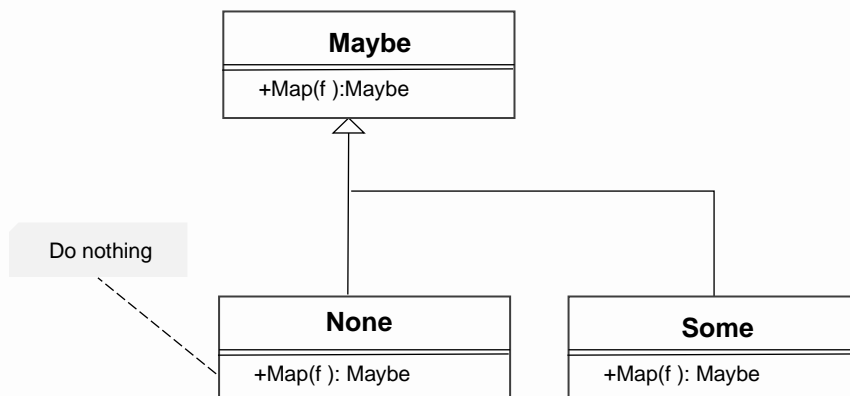 Maybe
+Map(f ):Maybe
Do nothing
None
+Map(f ): Maybe
Some
+Map(f ): Maybe